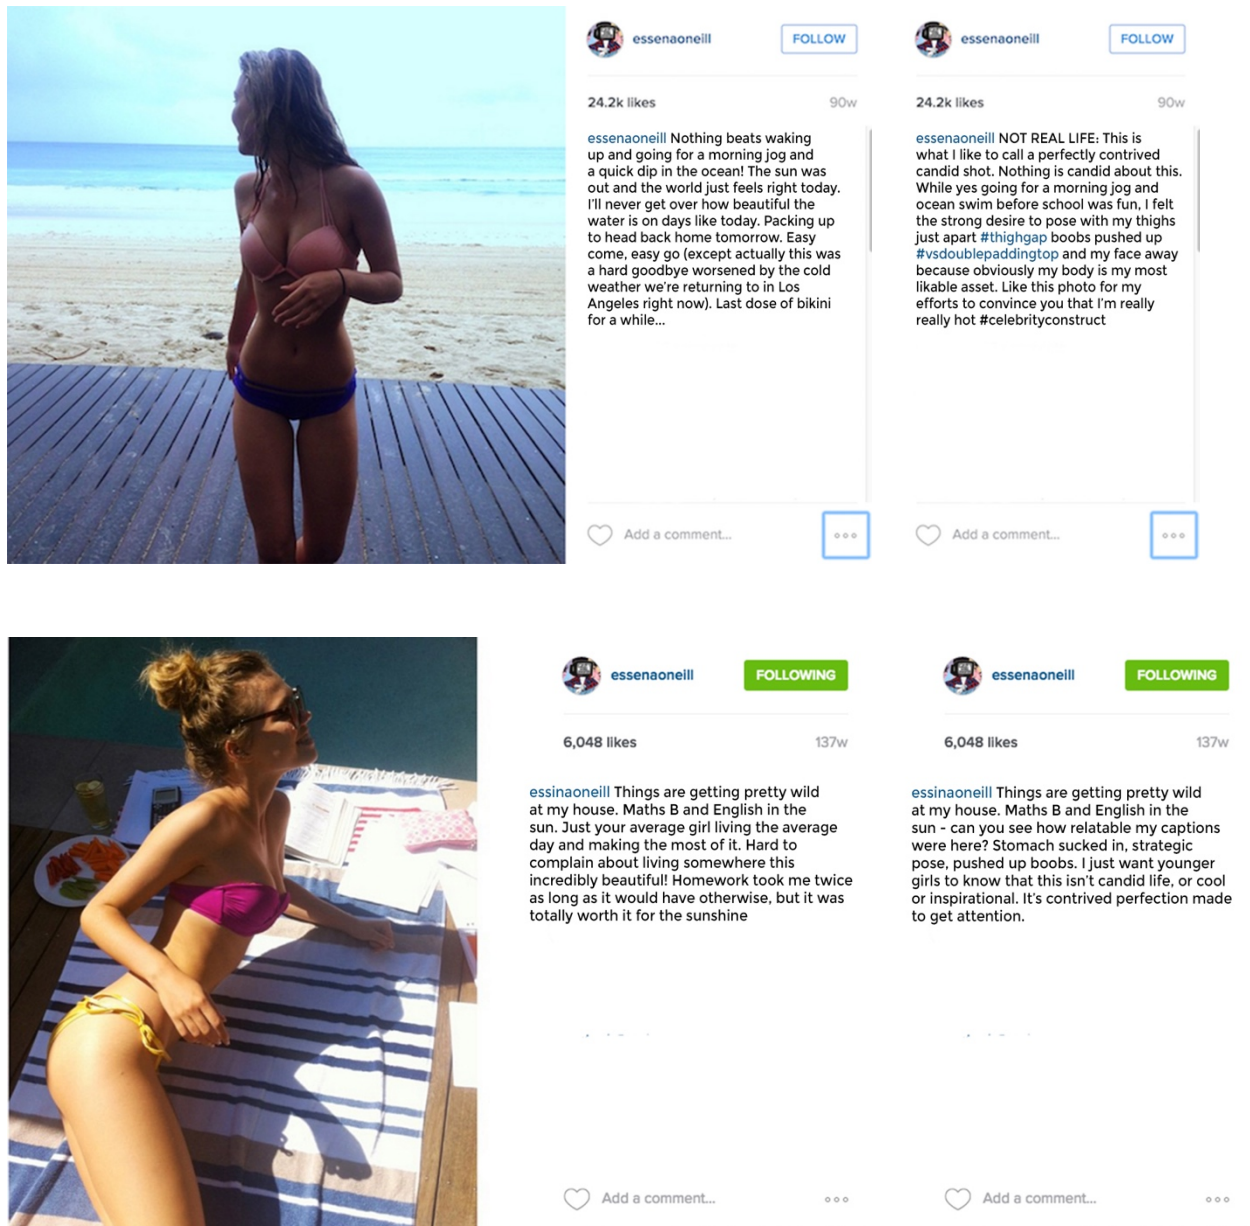 essenaoneill
FOLLOW
24.2k likes
90w
essenaoneill Nothing beats waking
up and going for a morning jog and
a quick dip in the ocean! The sun was
out and the world just feels right today.
I'll never get over how beautiful the
water is on days like today. Packing up
to head back home tomorrow. Easy
come, easy go (except actually this was
a hard goodbye worsened by the cold
weather we're returning to in Los
Angeles right now). Last dose of bikini
for a while...
Add a comment...
essenaoneill
FOLLOW
24.2k likes
90w
essenaoneill NOT REAL LIFE: This is
what I like to call a perfectly contrived
candid shot. Nothing is candid about this.
While yes going for a morning jog and
ocean swim before school was fun, I felt
the strong desire to pose with my thighs
just apart #thighgap boobs pushed up
#vsdoublepaddingtop and my face away
because obviously my body is my most
likable asset. Like this photo for my
efforts to convince you that I'm really
really hot #celebrityconstruct
Add a comment...
essenaoneill
FOLLOWING
6,048 likes
137w
essinaoneill Things are getting pretty wild
at my house. Maths B and English in the
sun. Just your average girl living the average
day and making the most of it. Hard to
complain about living somewhere this
incredibly beautiful! Homework took me twice
as long as it would have otherwise, but it was
totally worth it for the sunshine
Add a comment...
essenaoneill
FOLLOWING
6,048 likes
137w
essinaoneill Things are getting pretty wild
at my house. Maths B and English in the
sun - can you see how relatable my captions
were here? Stomach sucked in, strategic
pose, pushed up boobs. I just want younger
girls to know that this isn't candid life, or cool
or inspirational. It's contrived perfection made
to get attention.
Add a comment...